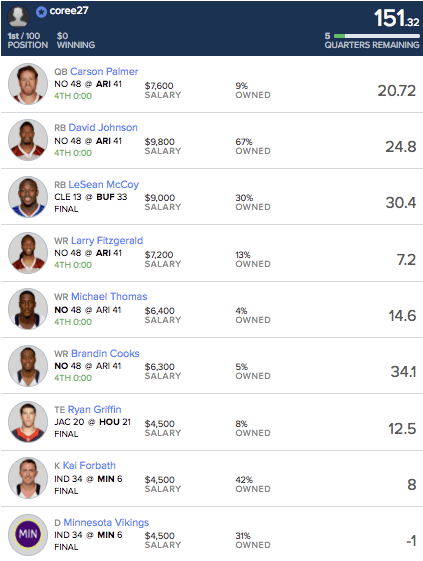 coree27
151.32
1st / 100 $0 5
POSITION WINNING QUARTERS REMAINING
QB Carson Palmer
NO 48 @ ARI 41 $7,600 9% 20.72
4TH 0:00 SALARY OWNED
RB David Johnson
NO 48 @ ARI 41 $9,800 67% 24.8
4TH 0:00 SALARY OWNED
RB LeSean McCoy
CLE 13 @ BUF 33 $9,000 30% 30.4
FINAL SALARY OWNED
WR Larry Fitzgerald
NO 48 @ ARI 41 $7,200 13% 7.2
4TH 0:00 SALARY OWNED
WR Michael Thomas
NO 48 @ ARI 41 $6,400 4% 14.6
4TH 0:00 SALARY OWNED
WR Brandin Cooks
NO 48 @ ARI 41 $6,300 5% 34.1
4TH 0:00 SALARY OWNED
TE Ryan Griffin
JAC 20 @ HOU 21 $4,500 8% 12.5
FINAL SALARY OWNED
K Kai Forbath
IND 34 @ MIN 6 $4,500 42% 8
FINAL SALARY OWNED
MIN
D Minnesota Vikings
IND 34 @ MIN 6 $4,500 31% -1
FINAL SALARY OWNED